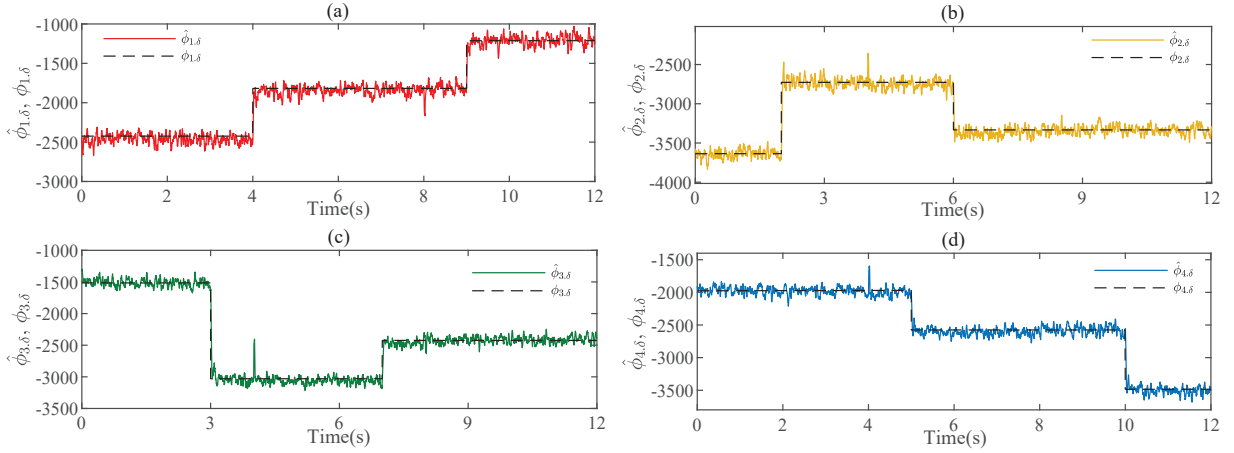 (a)
-1000
-1500
-2000
-2500
-3000
φ̂1.δ, φ1.δ
φ̂1.δ
φ1.δ
0 2 4 6 8 10 12
Time(s)
(b)
-2500
-3000
-3500
-4000
φ̂2.δ, φ2.δ
φ̂2.δ
φ2.δ
0 3 6 9 12
Time(s)
(c)
-1000
-1500
-2000
-2500
-3000
-3500
φ̂3.δ, φ3.δ
φ̂3.δ
φ3.δ
0 3 6 9 12
Time(s)
(d)
-1500
-2000
-2500
-3000
-3500
φ̂4.δ, φ4.δ
φ̂4.δ
φ4.δ
0 2 4 6 8 10 12
Time(s)